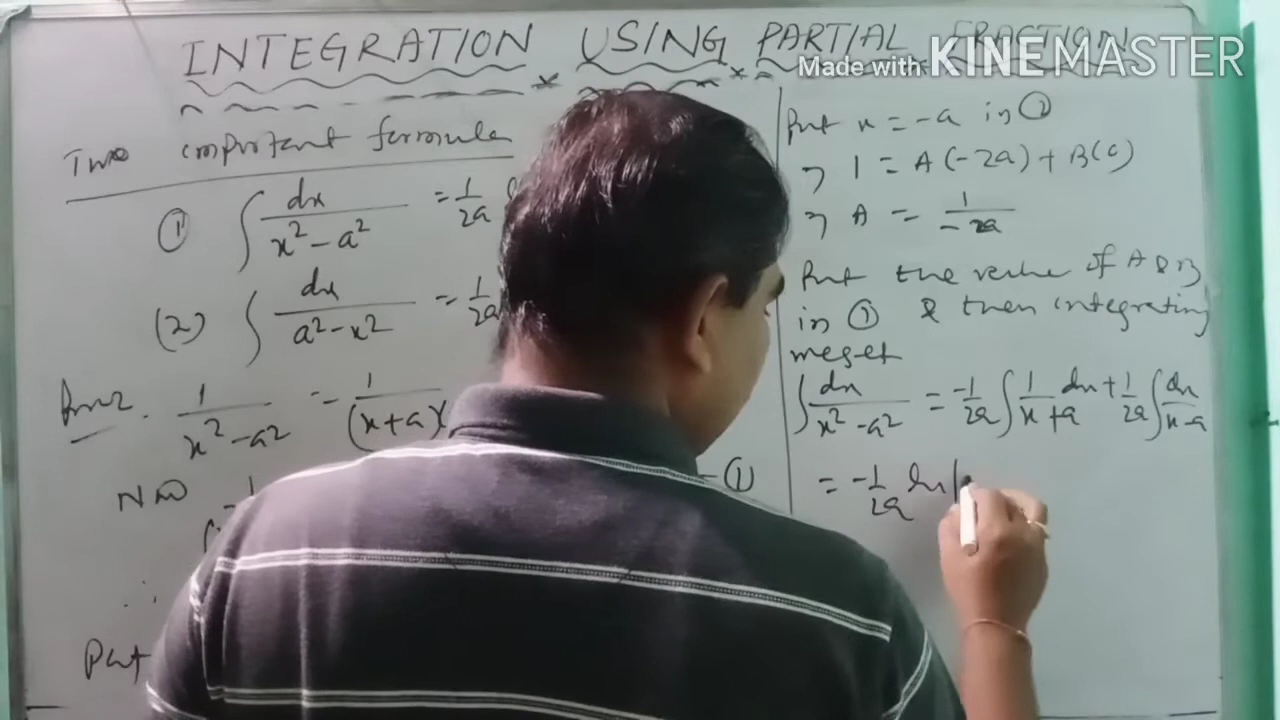 INTEGRATION USING PARTIAL FRACTION
Made with KINEMASTER
Two important formula
① ∫ dx / (x² - a²) = 1/2a
(2) ∫ dx / (a² - x²) = 1/2a
1 / (x² - a²) = 1 / (x+a)(
Now 1
- ①
∴
Put
Put x = -a in ①
⇒ 1 = A(-2a) + B(0)
⇒ A = 1 / -2a
Put the value of A & B
in ① & then integrating
we get
∫ dx / (x² - a²) = -1/2a ∫ 1/(x+a) dx + 1/2a ∫ dx/(x-a)
= -1/2a ln |